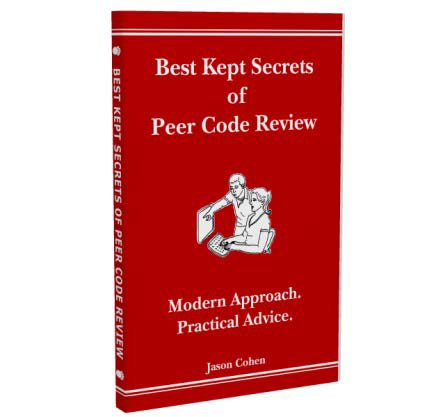 BEST KEPT SECRETS OF PEER CODE REVIEW
Best Kept Secrets
of
Peer Code Review
Modern Approach.
Practical Advice.
Jason Cohen